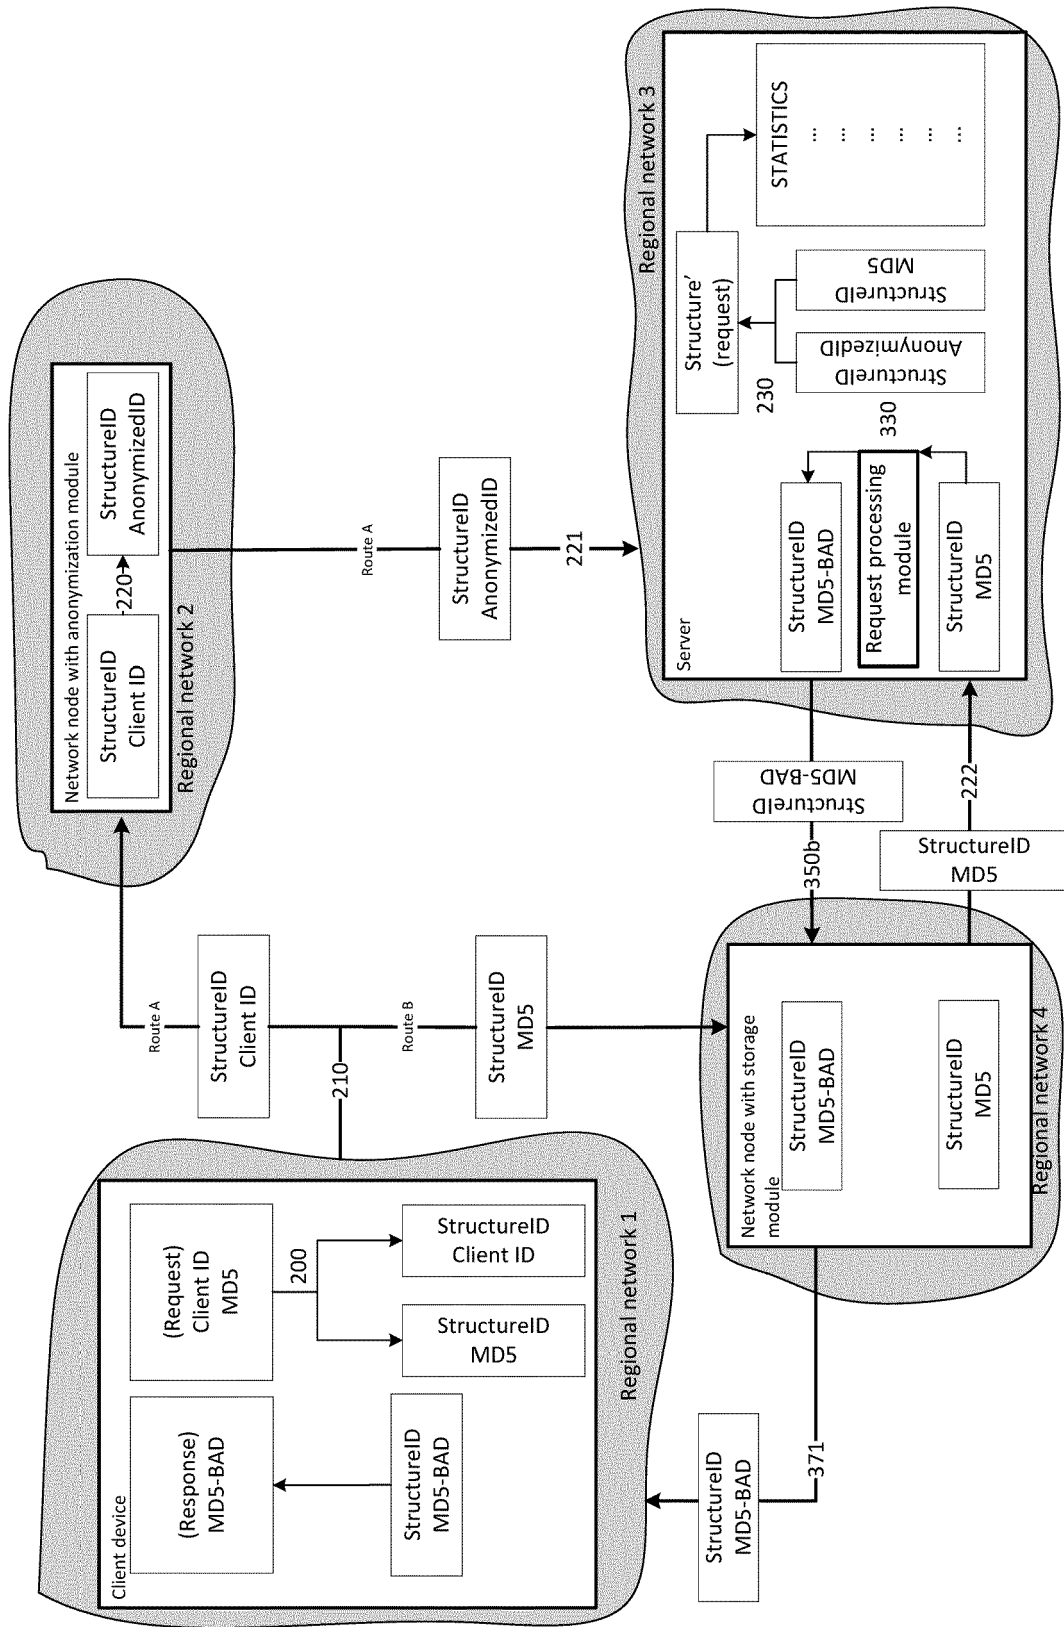 Client device
(Response)
MD5-BAD
StructureID
MD5-BAD
(Request)
Client ID
MD5
200
StructureID
MD5
StructureID
Client ID
Regional network 1
210
Route A
StructureID
Client ID
Route B
StructureID
MD5
Network node with anonymization module
StructureID
Client ID
220
StructureID
AnonymizedID
Regional network 2
Route A
StructureID
AnonymizedID
221
StructureID
MD5-BAD
371
Network node with storage
module
StructureID
MD5-BAD
StructureID
MD5
Regional network 4
350b
StructureID
MD5-BAD
StructureID
MD5
222
Regional network 3
Server
StructureID
MD5-BAD
Request processing
module
StructureID
MD5
330
230
Structure'
(request)
StructureID
AnonymizedID
StructureID
MD5
STATISTICS
...
...
...
...
...
...